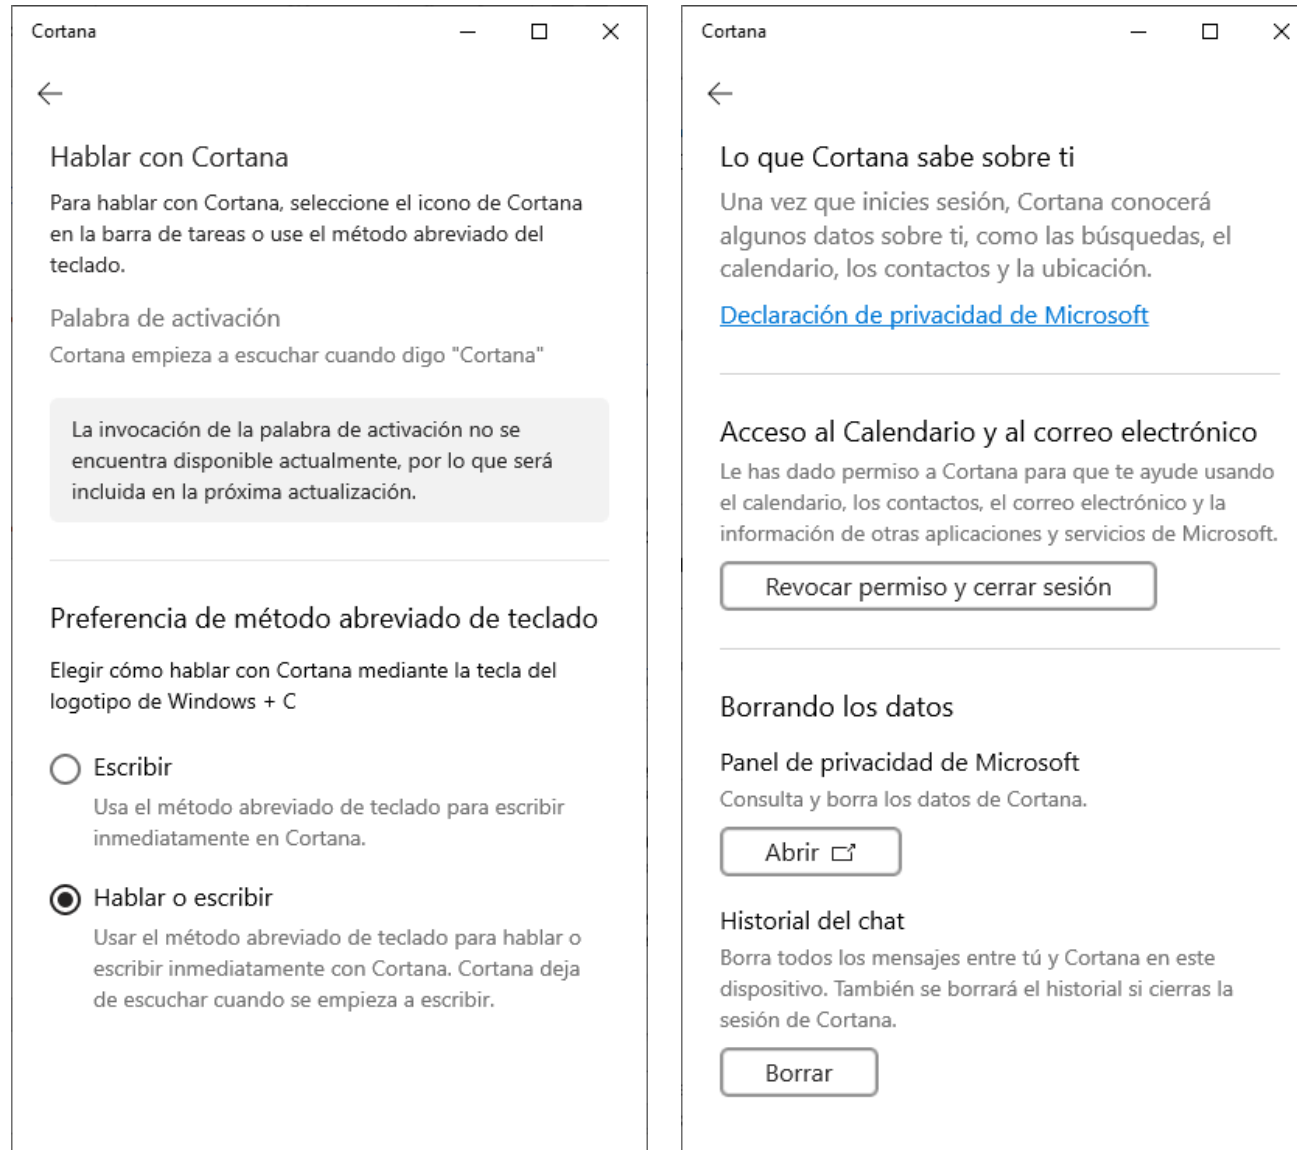 Cortana
Hablar con Cortana
Para hablar con Cortana, seleccione el icono de Cortana
en la barra de tareas o use el método abreviado del
teclado.
Palabra de activación
Cortana empieza a escuchar cuando digo "Cortana"
La invocación de la palabra de activación no se
encuentra disponible actualmente, por lo que será
incluida en la próxima actualización.
Preferencia de método abreviado de teclado
Elegir cómo hablar con Cortana mediante la tecla del
logotipo de Windows + C
Escribir
Usa el método abreviado de teclado para escribir
inmediatamente en Cortana.
Hablar o escribir
Usar el método abreviado de teclado para hablar o
escribir inmediatamente con Cortana. Cortana deja
de escuchar cuando se empieza a escribir.
Cortana
Lo que Cortana sabe sobre ti
Una vez que inicies sesión, Cortana conocerá
algunos datos sobre ti, como las búsquedas, el
calendario, los contactos y la ubicación.
Declaración de privacidad de Microsoft
Acceso al Calendario y al correo electrónico
Le has dado permiso a Cortana para que te ayude usando
el calendario, los contactos, el correo electrónico y la
información de otras aplicaciones y servicios de Microsoft.
Revocar permiso y cerrar sesión
Borrando los datos
Panel de privacidad de Microsoft
Consulta y borra los datos de Cortana.
Abrir
Historial del chat
Borra todos los mensajes entre tú y Cortana en este
dispositivo. También se borrará el historial si cierras la
sesión de Cortana.
Borrar